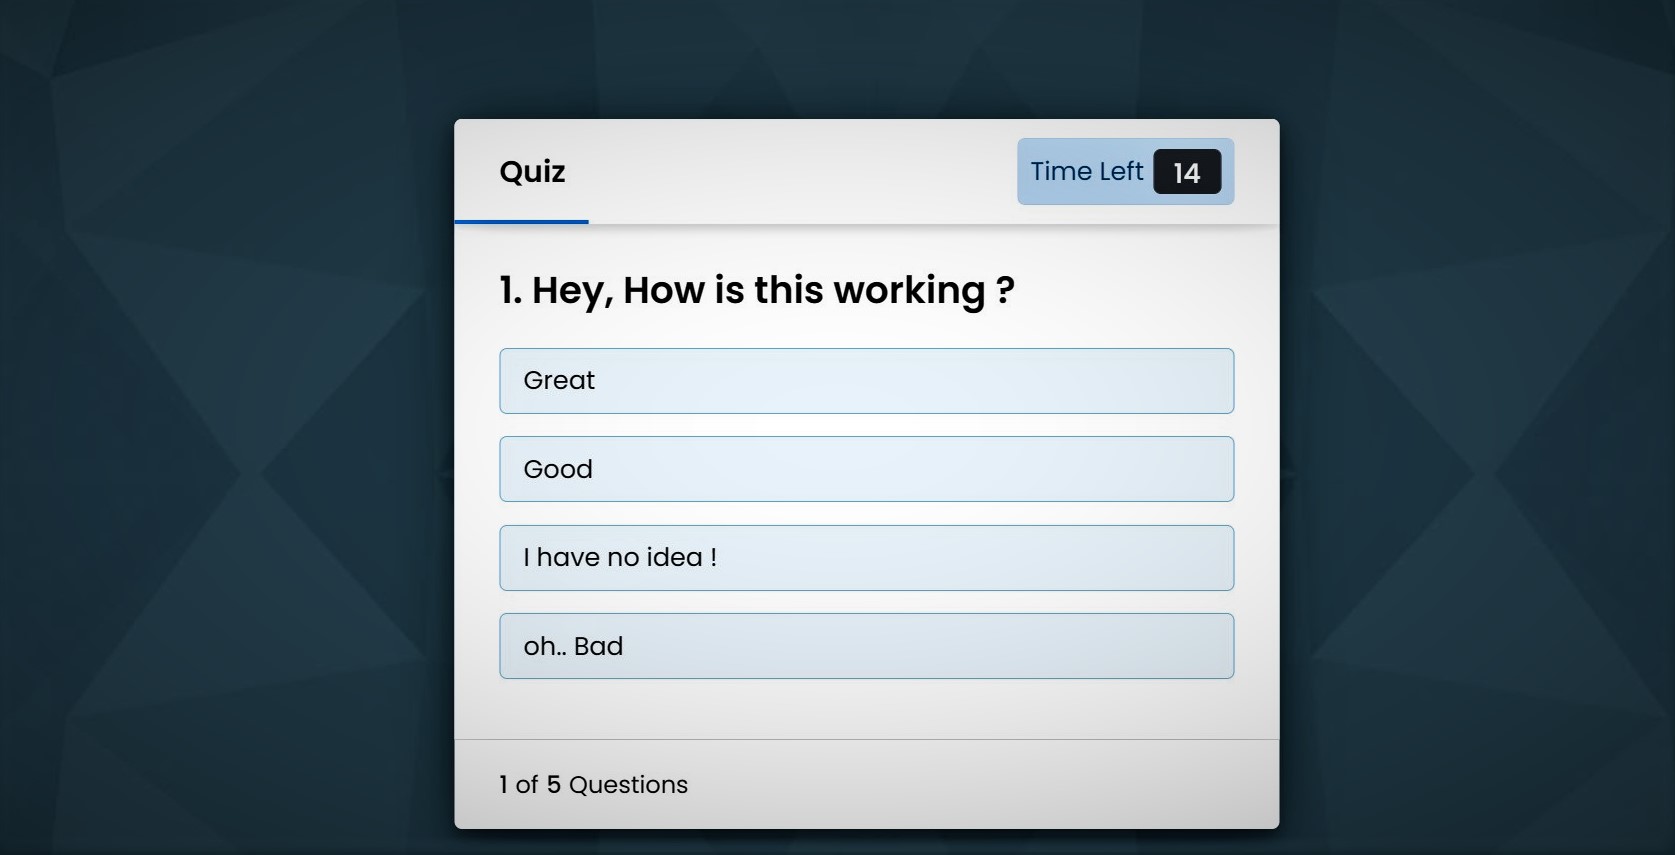 Quiz
Time Left 14
1. Hey, How is this working ?
Great
Good
I have no idea !
oh.. Bad
1 of 5 Questions